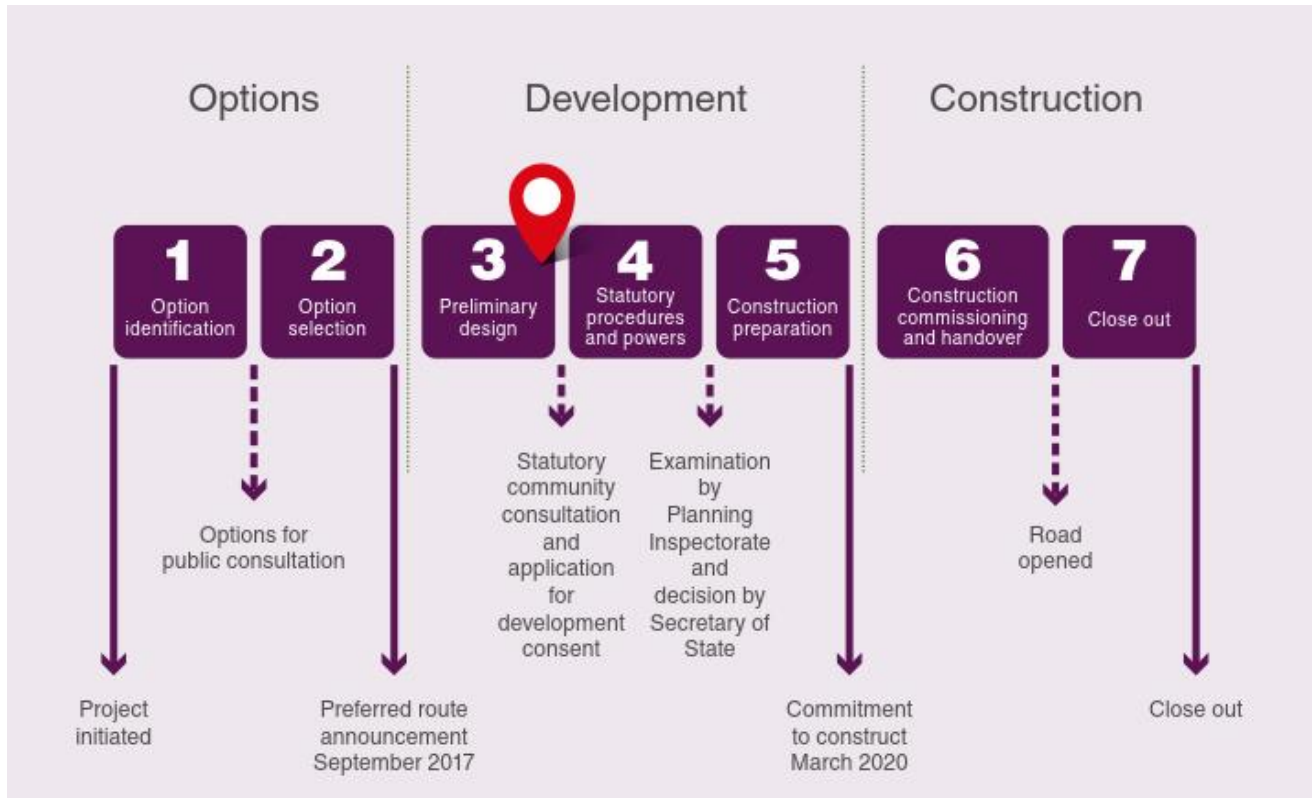 Options
Development
Construction
1
Option
identification
2
Option
selection
3
Preliminary
design
4
Statutory
procedures
and powers
5
Construction
preparation
6
Construction
commissioning
and handover
7
Close out
Options for
public consultation
Statutory
community
consultation
and
application
for
development
consent
Examination
by
Planning
Inspectorate
and
decision by
Secretary of
State
Road
opened
Project
initiated
Preferred route
announcement
September 2017
Commitment
to construct
March 2020
Close out